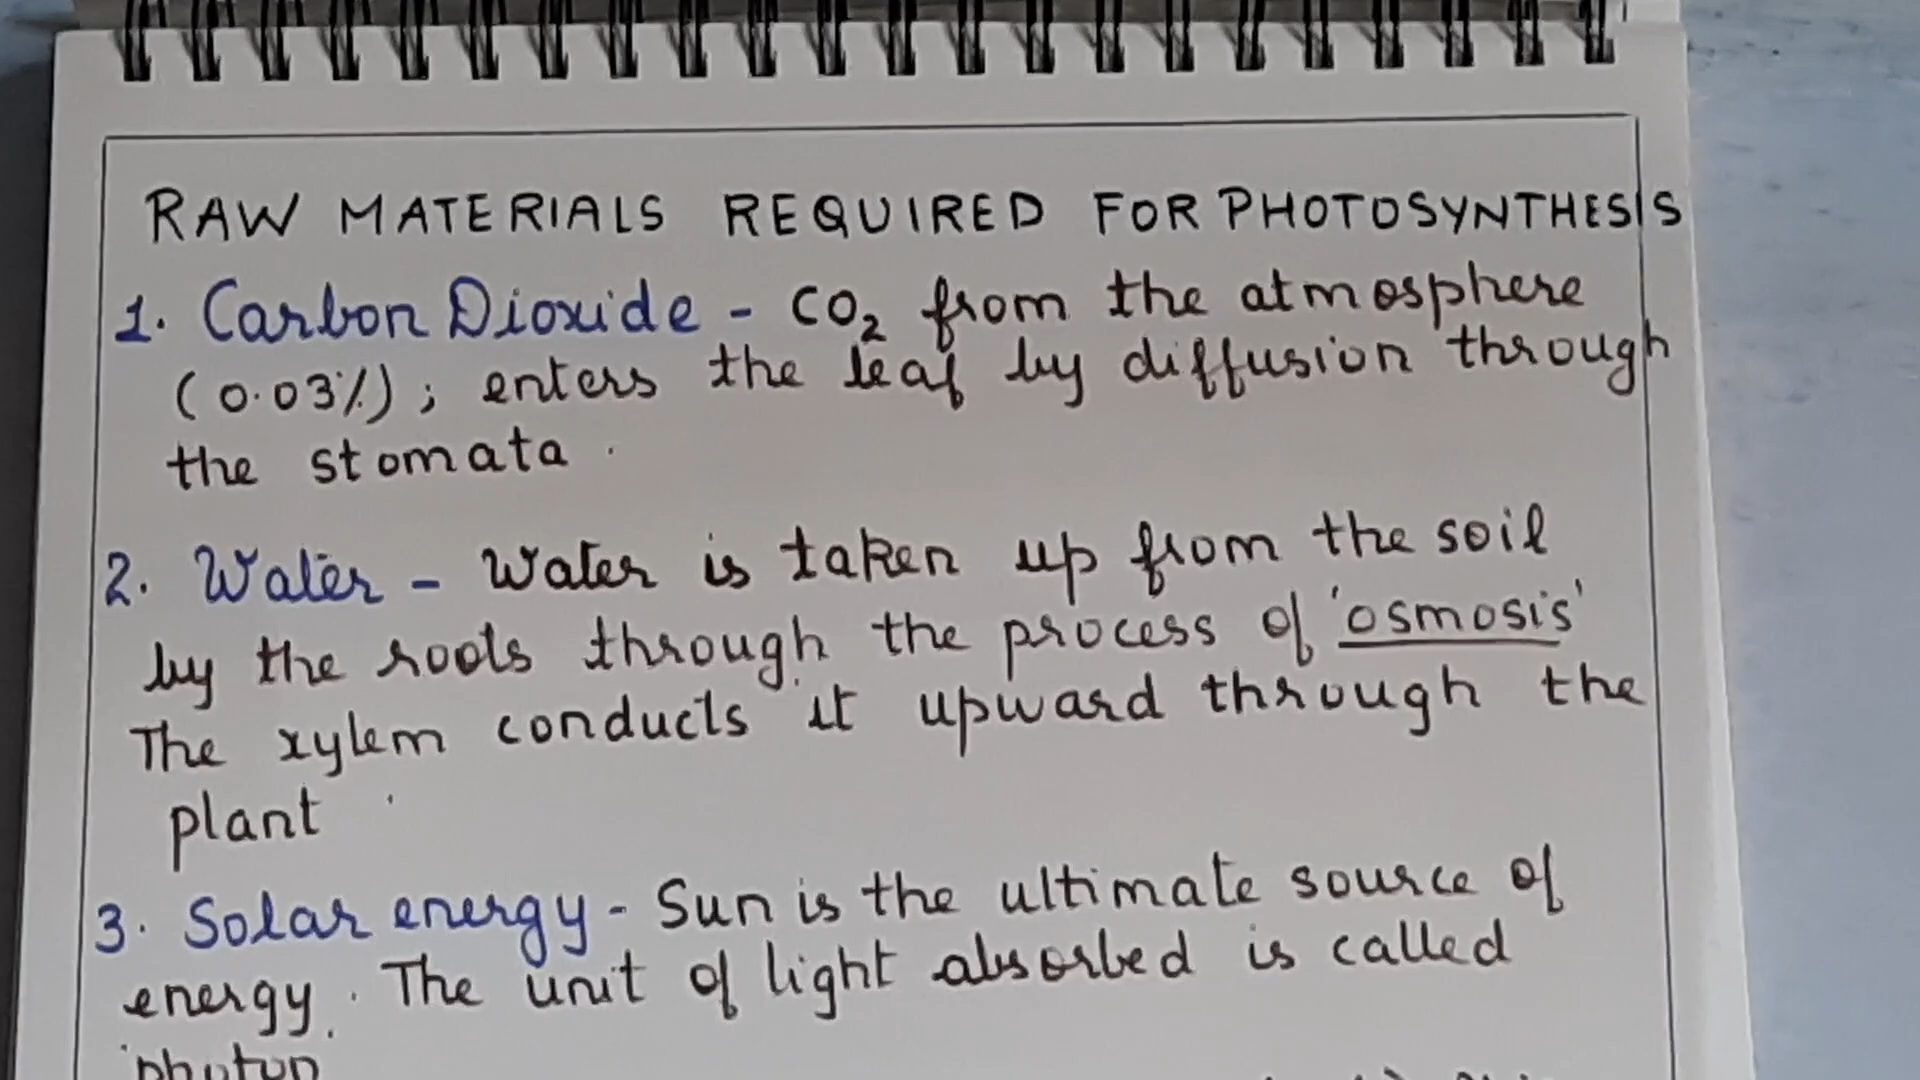 RAW MATERIALS REQUIRED FOR PHOTOSYNTHESIS
1. Carbon Dioxide - CO₂ from the atmosphere
(0.03%); enters the leaf by diffusion through
the stomata.
2. Water - Water is taken up from the soil
by the roots through the process of 'osmosis'
The xylem conducts it upward through the
plant.
3. Solar energy - Sun is the ultimate source of
energy. The unit of light absorbed is called
'photon